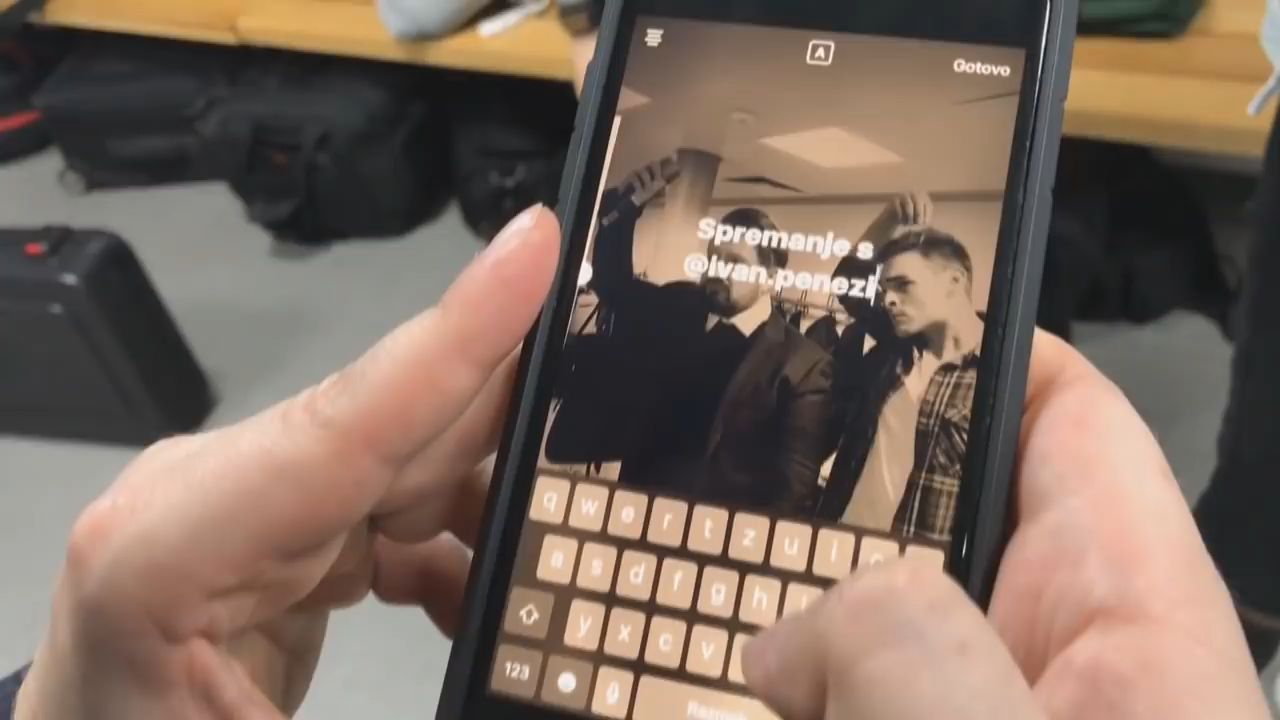 A
Gotovo
Spremanje s
@ivan.penezi
q w e r t z u i
a s d f g h
y x c v
123